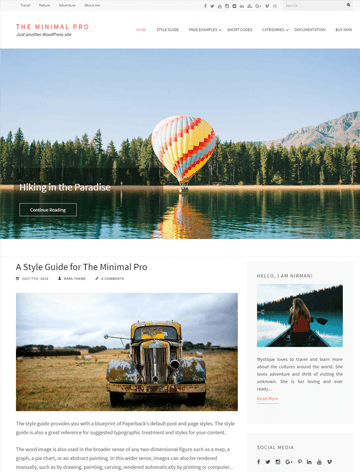 Travel Nature Adventure About me
Search ...
THE MINIMAL PRO
Just another WordPress site
HOME STYLE GUIDE PAGE EXAMPLES SHORT CODES CATEGORIES DOCUMENTATION BUY NOW
Hiking in the Paradise
Continue Reading
A Style Guide for The Minimal Pro
JULY 7TH, 2016 RARA THEME 4 COMMENTS
The style guide provides you with a blueprint of Paperback's default post and page styles. The style
guide is also a great reference for suggested typographic treatment and styles for your content.
The word image is also used in the broader sense of any two-dimensional figure such as a map, a
graph, a pie chart, or an abstract painting. In this wider sense, images can also be rendered
manually, such as by drawing, painting, carving, rendered automatically by printing or computer...
HELLO, I AM NIRMAN!
Mystique loves to travel and learn more
about the cultures around the world. She
loves adventure and thrill of visiting the
unknown. She is fun loving and ever
ready...
Read More
SOCIAL MEDIA